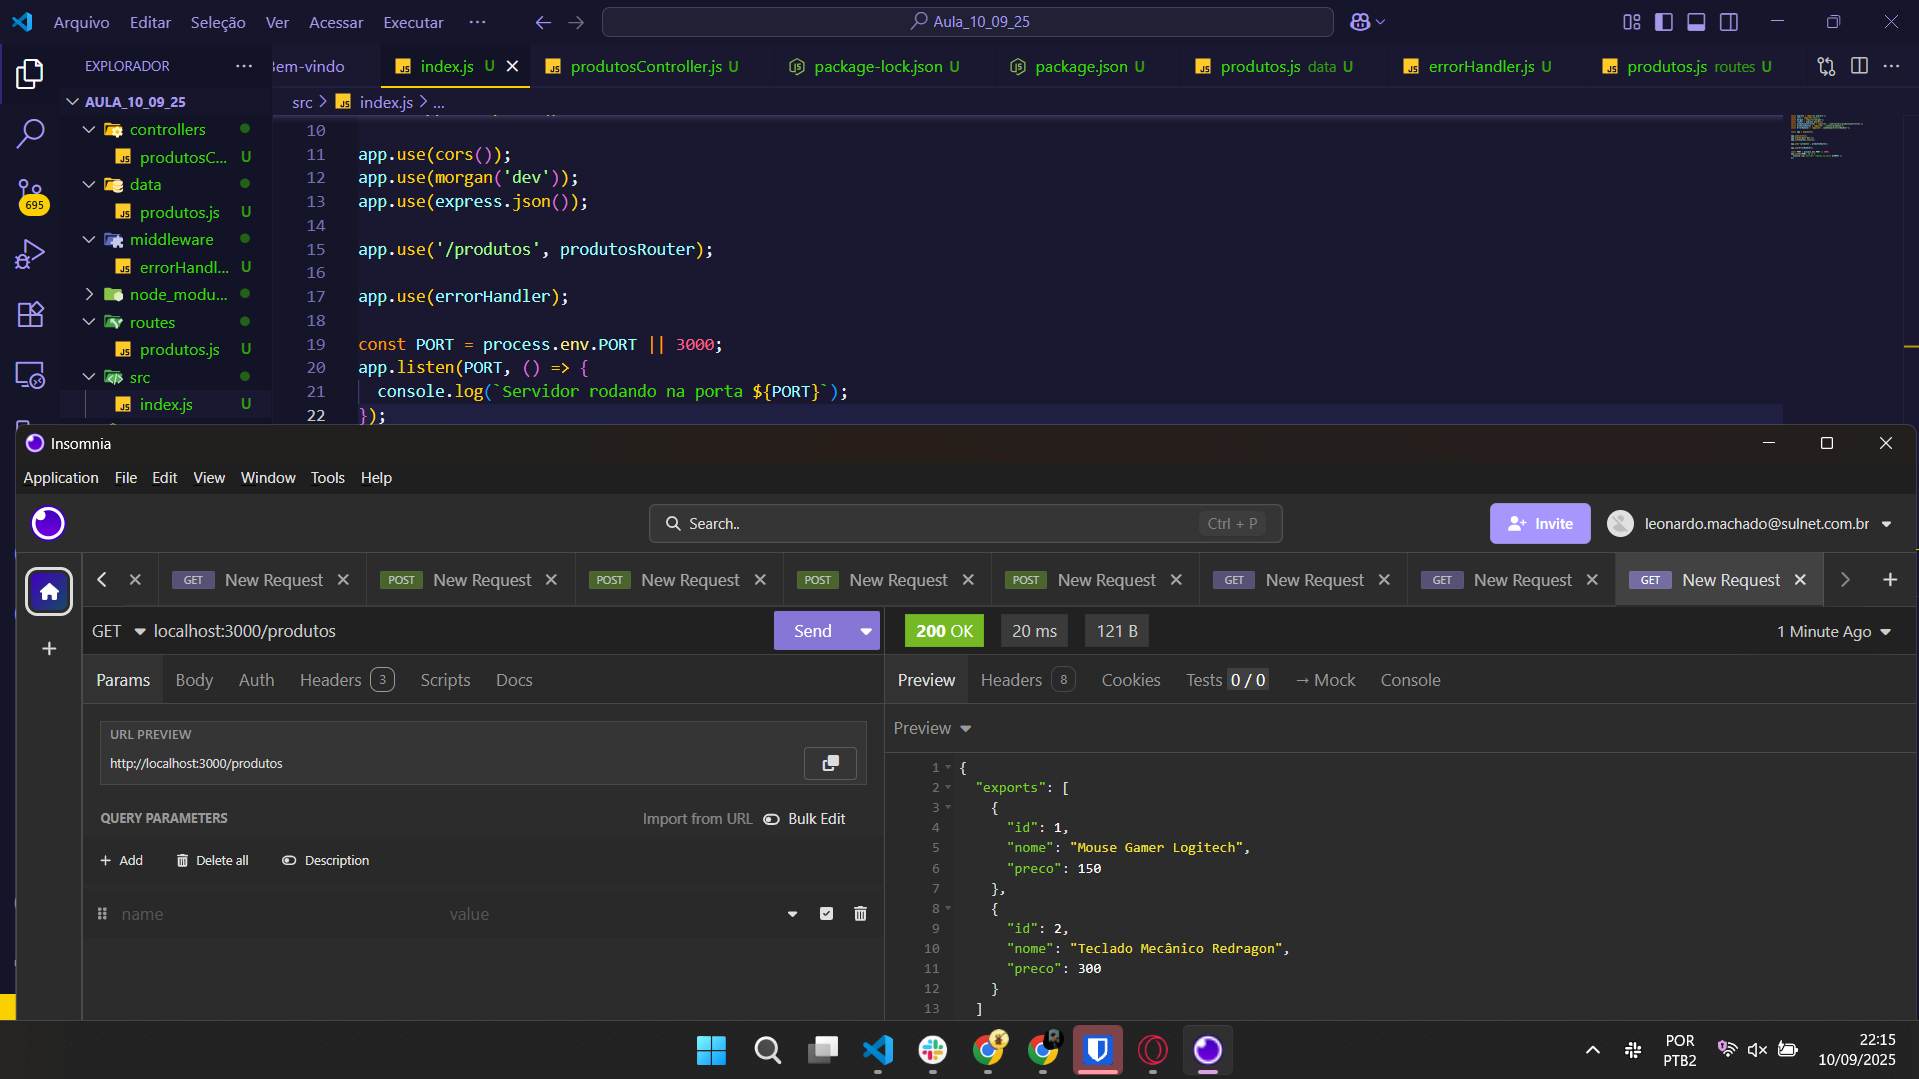 Arquivo Editar Seleção Ver Acessar Executar ··· Aula_10_09_25
EXPLORADOR ···
Bem-vindo index.js U produtosController.js U package-lock.json U package.json U produtos.js data U errorHandler.js U produtos.js routes U ···
AULA_10_09_25
controllers
produtosC... U
data
produtos.js U
middleware
errorHandl... U
node_modu...
routes
produtos.js U
src
index.js U
695
src > index.js > ...
10
11 app.use(cors());
12 app.use(morgan('dev'));
13 app.use(express.json());
14
15 app.use('/produtos', produtosRouter);
16
17 app.use(errorHandler);
18
19 const PORT = process.env.PORT || 3000;
20 app.listen(PORT, () => {
21 console.log(`Servidor rodando na porta ${PORT}`);
22 });
Insomnia
Application File Edit View Window Tools Help
Search.. Ctrl + P Invite leonardo.machado@sulnet.com.br
GET New Request POST New Request POST New Request POST New Request POST New Request GET New Request GET New Request GET New Request
GET localhost:3000/produtos Send 200 OK 20 ms 121 B 1 Minute Ago
Params Body Auth Headers 3 Scripts Docs
Preview Headers 8 Cookies Tests 0 / 0 → Mock Console
URL PREVIEW
http://localhost:3000/produtos
QUERY PARAMETERS Import from URL Bulk Edit
Add Delete all Description
name value
Preview
1 {
2 "exports": [
3 {
4 "id": 1,
5 "nome": "Mouse Gamer Logitech",
6 "preco": 150
7 },
8 {
9 "id": 2,
10 "nome": "Teclado Mecânico Redragon",
11 "preco": 300
12 }
13 ]
POR
PTB2
22:15
10/09/2025